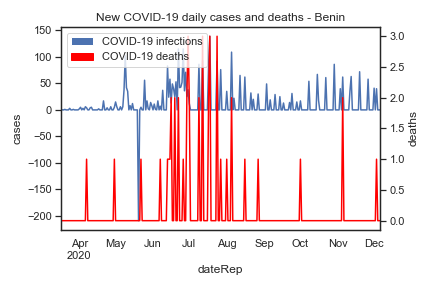 New COVID-19 daily cases and deaths - Benin
COVID-19 infections
COVID-19 deaths
cases
150
100
50
0
−50
−100
−150
−200
deaths
3.0
2.5
2.0
1.5
1.0
0.5
0.0
Apr May Jun Jul Aug Sep Oct Nov Dec
2020
dateRep